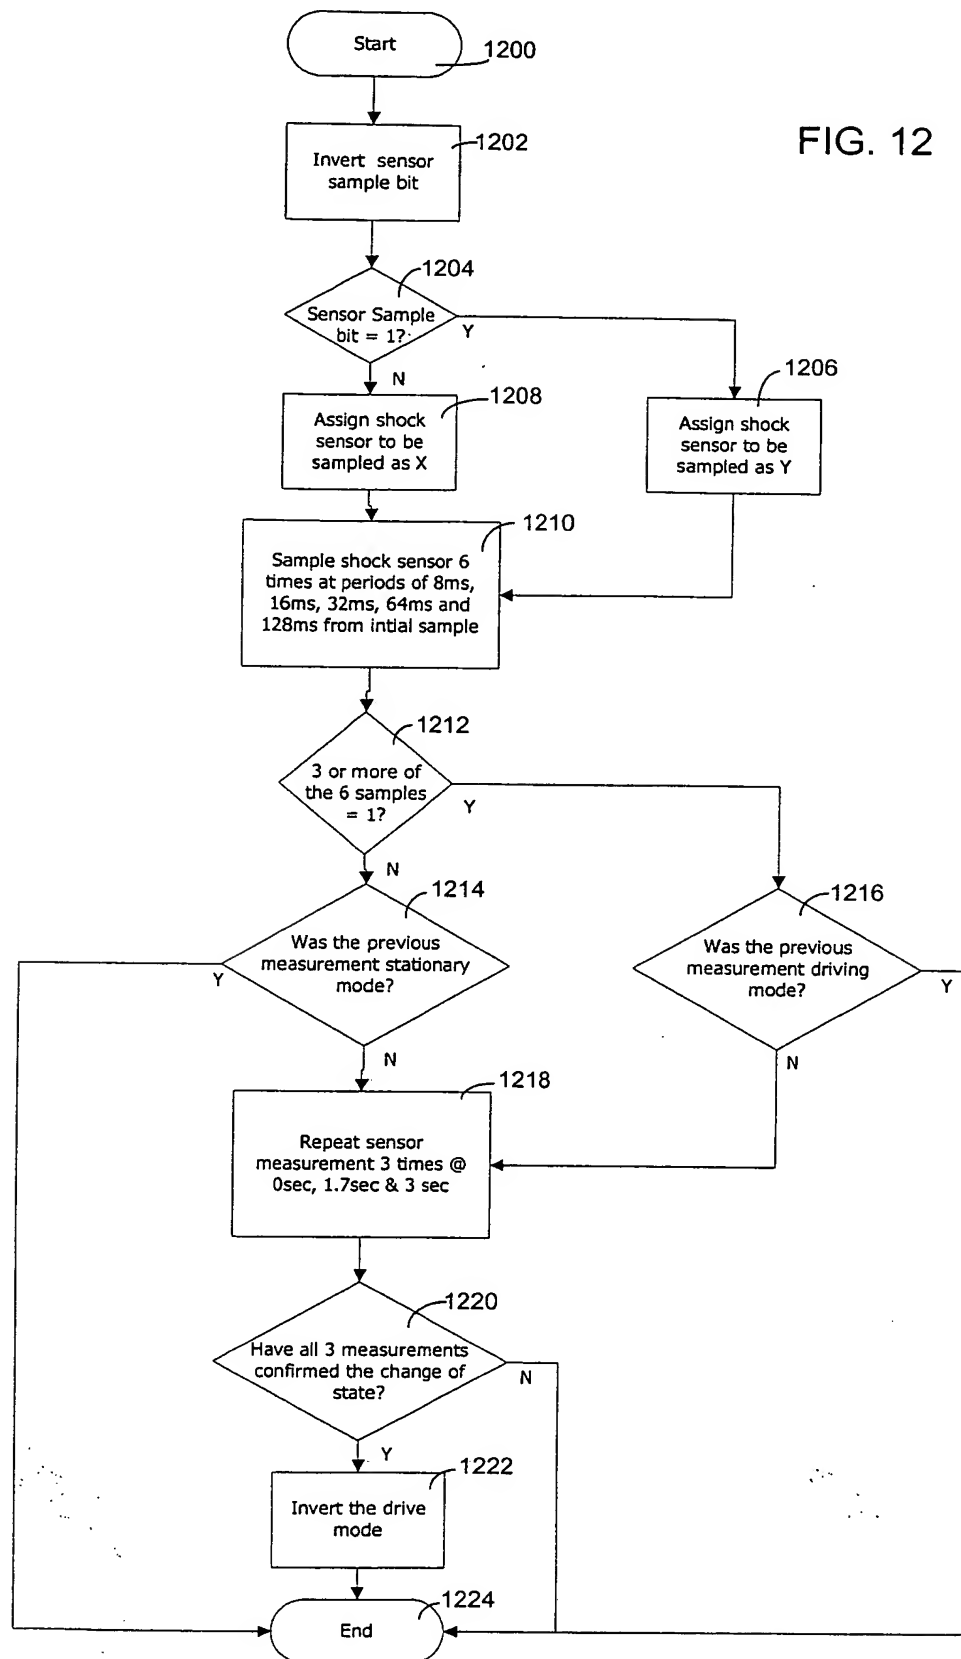 Start
1200
FIG. 12
1202
Invert sensor
sample bit
1204
Sensor Sample
bit = 1?
Y
N
1206
Assign shock
sensor to be
sampled as Y
1208
Assign shock
sensor to be
sampled as X
1210
Sample shock sensor 6
times at periods of 8ms,
16ms, 32ms, 64ms and
128ms from intial sample
1212
3 or more of
the 6 samples
= 1?
Y
N
1214
Was the previous
measurement stationary
mode?
Y
N
1216
Was the previous
measurement driving
mode?
Y
N
1218
Repeat sensor
measurement 3 times @
0sec, 1.7sec & 3 sec
1220
Have all 3 measurements
confirmed the change of
state?
N
Y
1222
Invert the drive
mode
1224
End